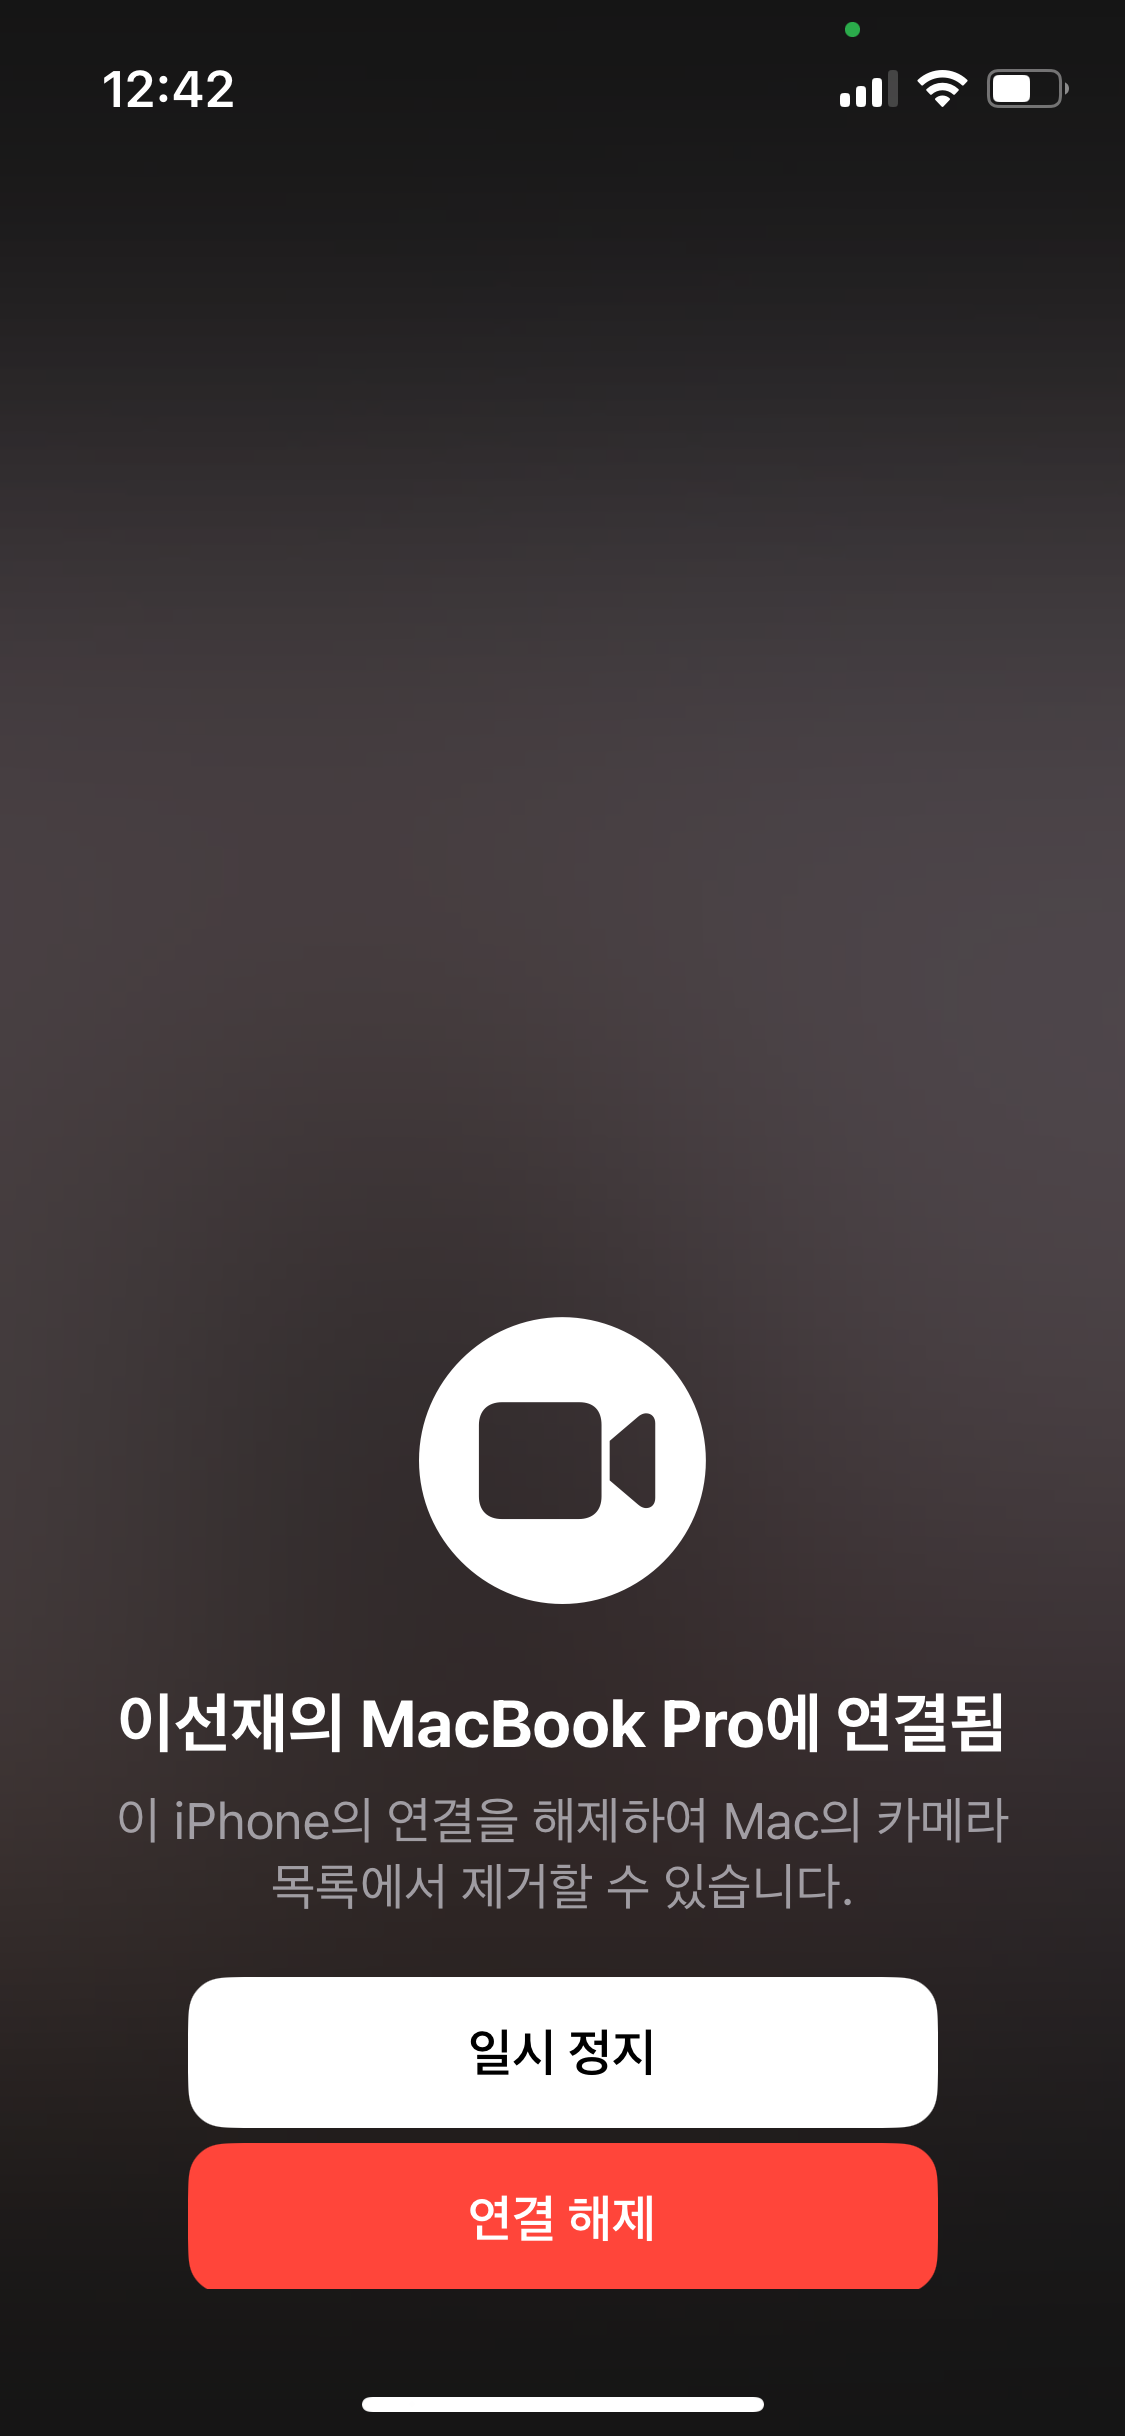 12:42
이선재의 MacBook Pro에 연결됨
이 iPhone의 연결을 해제하여 Mac의 카메라
목록에서 제거할 수 있습니다.
일시 정지
연결 해제